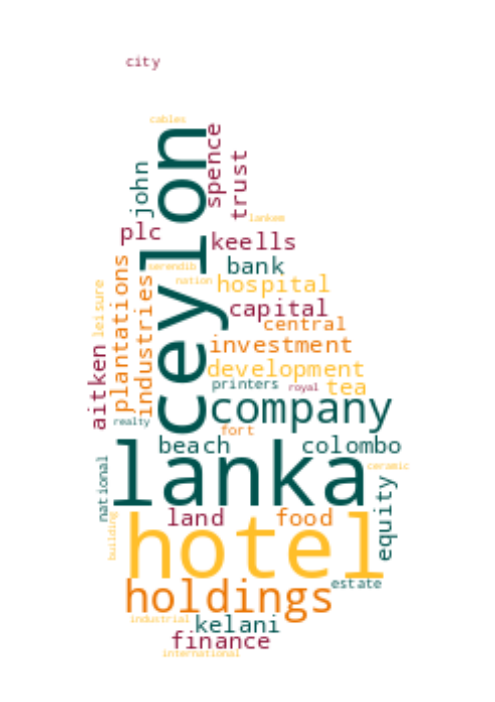 city
cables
ceylon
spence
john
trust
lankem
plc
keells
plantations
bank
serendib
nation
hospital
industries
leisure
capital
central
investment
aitken
development
printers
royal
tea
company
realty
fort
beach
colombo
lanka
ceramic
national
equity
land
food
hotel
building
estate
holdings
industrial
kelani
finance
international